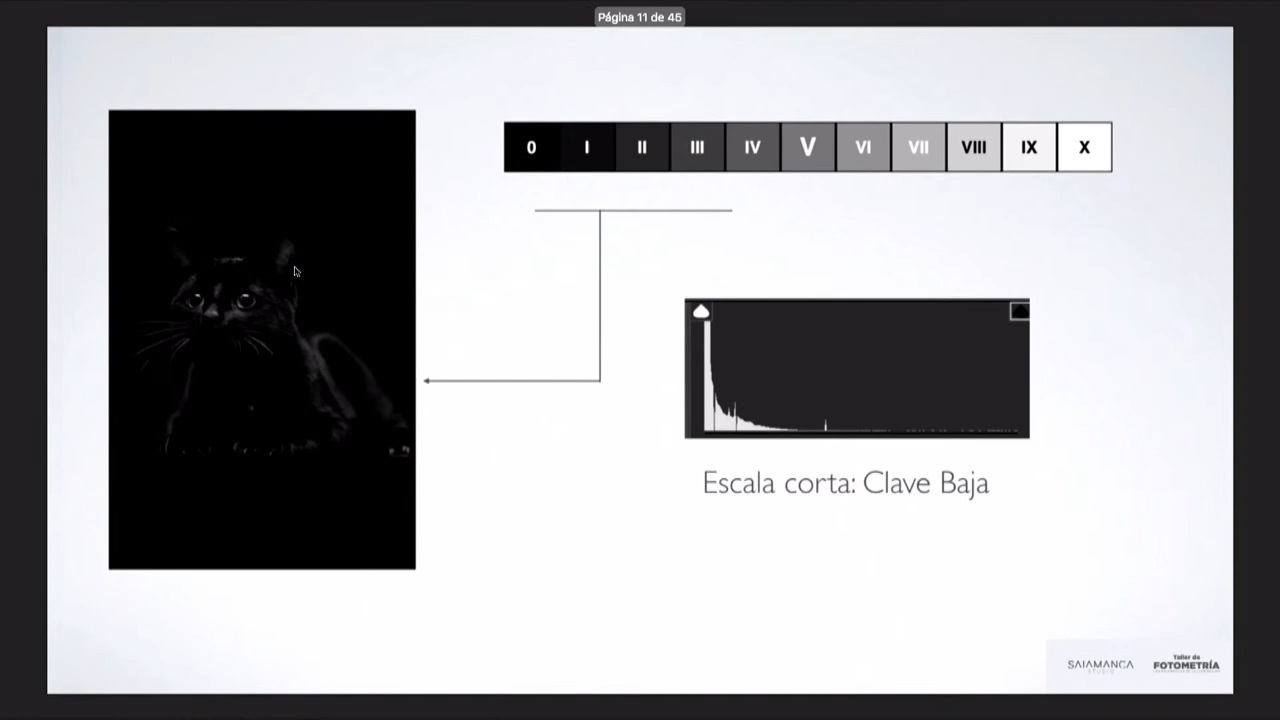 Página 11 de 45
0 I II III IV V VI VII VIII IX X
Escala corta: Clave Baja
SALAMANCA
STUDIO
Taller de
FOTOMETRÍA